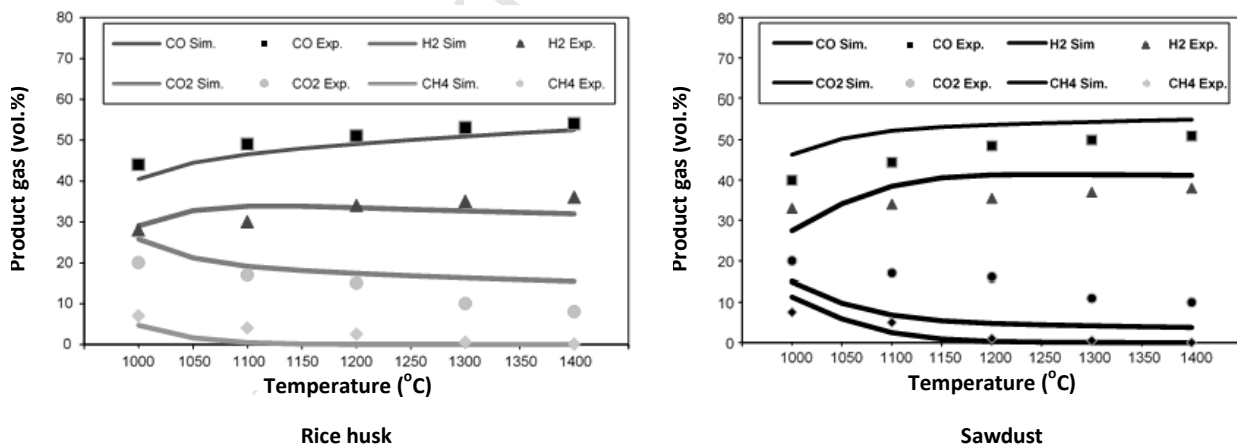 80
70
60
50
40
30
20
10
0
Product gas (vol.%)
CO Sim. CO Exp. H2 Sim H2 Exp.
CO2 Sim. CO2 Exp. CH4 Sim. CH4 Exp.
1000 1050 1100 1150 1200 1250 1300 1350 1400
Temperature (°C)
Rice husk
80
70
60
50
40
30
20
10
0
Product gas (vol.%)
CO Sim. CO Exp. H2 Sim H2 Exp.
CO2 Sim. CO2 Exp. CH4 Sim. CH4 Exp.
1000 1050 1100 1150 1200 1250 1300 1350 1400
Temperature (°C)
Sawdust